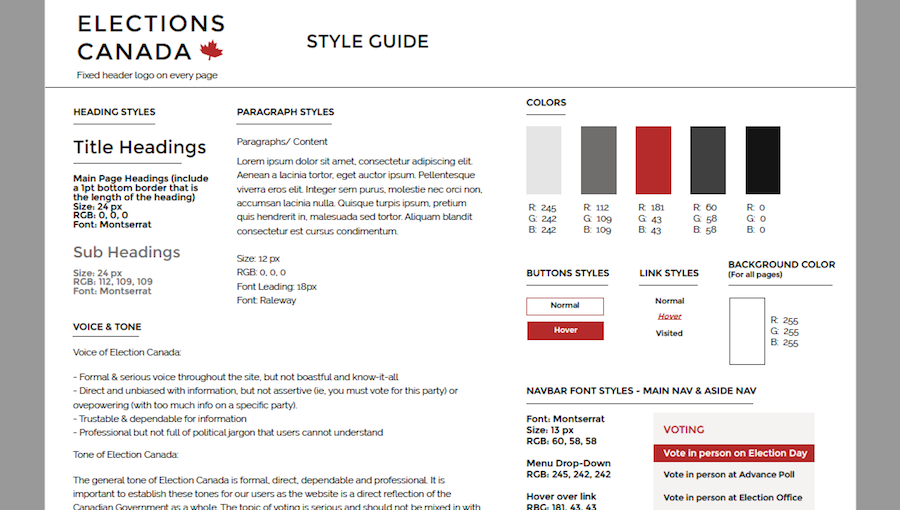 ELECTIONS
CANADA
Fixed header logo on every page
STYLE GUIDE
HEADING STYLES
Title Headings
Main Page Headings (include
a 1pt bottom border that is
the length of the heading)
Size: 24 px
RGB: 0, 0, 0
Font: Montserrat
Sub Headings
Size: 24 px
RGB: 112, 109, 109
Font: Montserrat
PARAGRAPH STYLES
Paragraphs/ Content
Lorem ipsum dolor sit amet, consectetur adipiscing elit.
Aenean a lacinia tortor, eget auctor ipsum. Pellentesque
viverra eros elit. Integer sem purus, molestie nec orci non,
accumsan lacinia nulla. Quisque turpis ipsum, pretium
quis hendrerit in, malesuada sed tortor. Aliquam blandit
consectetur est cursus condimentum.
Size: 12 px
RGB: 0, 0, 0
Font Leading: 18px
Font: Raleway
VOICE & TONE
Voice of Election Canada:
- Formal & serious voice throughout the site, but not boastful and know-it-all
- Direct and unbiased with information, but not assertive (ie, you must vote for this party) or
ovepowering (with too much info on a specific party).
- Trustable & dependable for information
- Professional but not full of political jargon that users cannot understand
Tone of Election Canada:
The general tone of Election Canada is formal, direct, dependable and professional. It is
important to establish these tones for our users as the website is a direct reflection of the
Canadian Government as a whole. The topic of voting is serious and should not be mixed in with
COLORS
R: 245
G: 242
B: 242
R: 112
G: 109
B: 109
R: 181
G: 43
B: 43
R: 60
G: 58
B: 58
R: 0
G: 0
B: 0
BUTTONS STYLES
Normal
Hover
LINK STYLES
Normal
Hover
Visited
BACKGROUND COLOR
(For all pages)
R: 255
G: 255
B: 255
NAVBAR FONT STYLES - MAIN NAV & ASIDE NAV
Font: Montserrat
Size: 13 px
RGB: 60, 58, 58
Menu Drop-Down
RGB: 245, 242, 242
Hover over link
RBG: 181, 43, 43
VOTING
Vote in person on Election Day
Vote in person at Advance Poll
Vote in person at Election Office